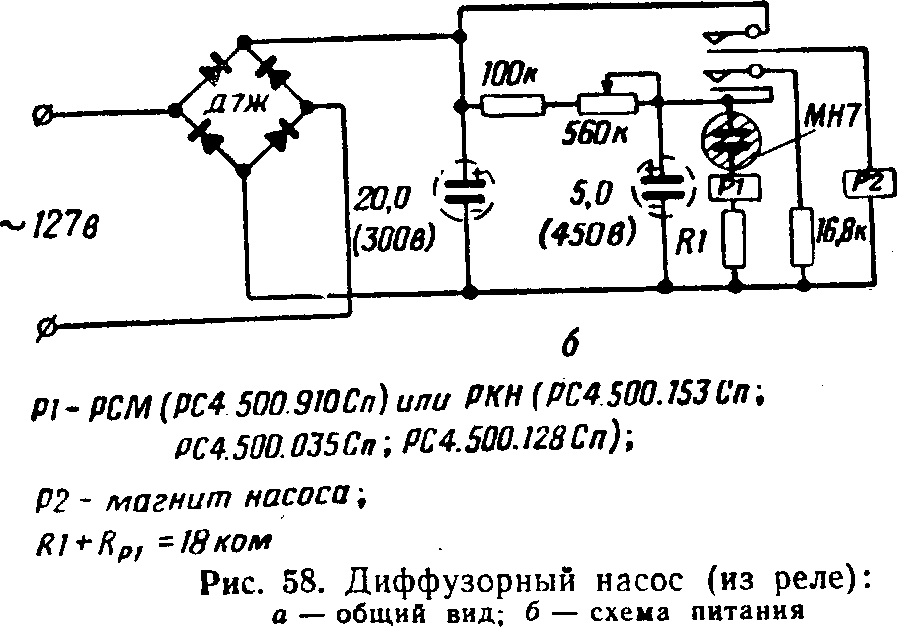 100к
Д7Ж
560к
МН7
~127в
20,0
(300в)
5,0
(450в)
Р1
Р2
R1
16,8к
б
Р1 - РСМ (РС4.500.910Сп) или РКН (РС4.500.153Сп;
РС4.500.035Сп; РС4.500.128Сп);
Р2 - магнит насоса;
R1 + Rр1 = 18 ком
Рис. 58. Диффузорный насос (из реле):
а — общий вид; б — схема питания